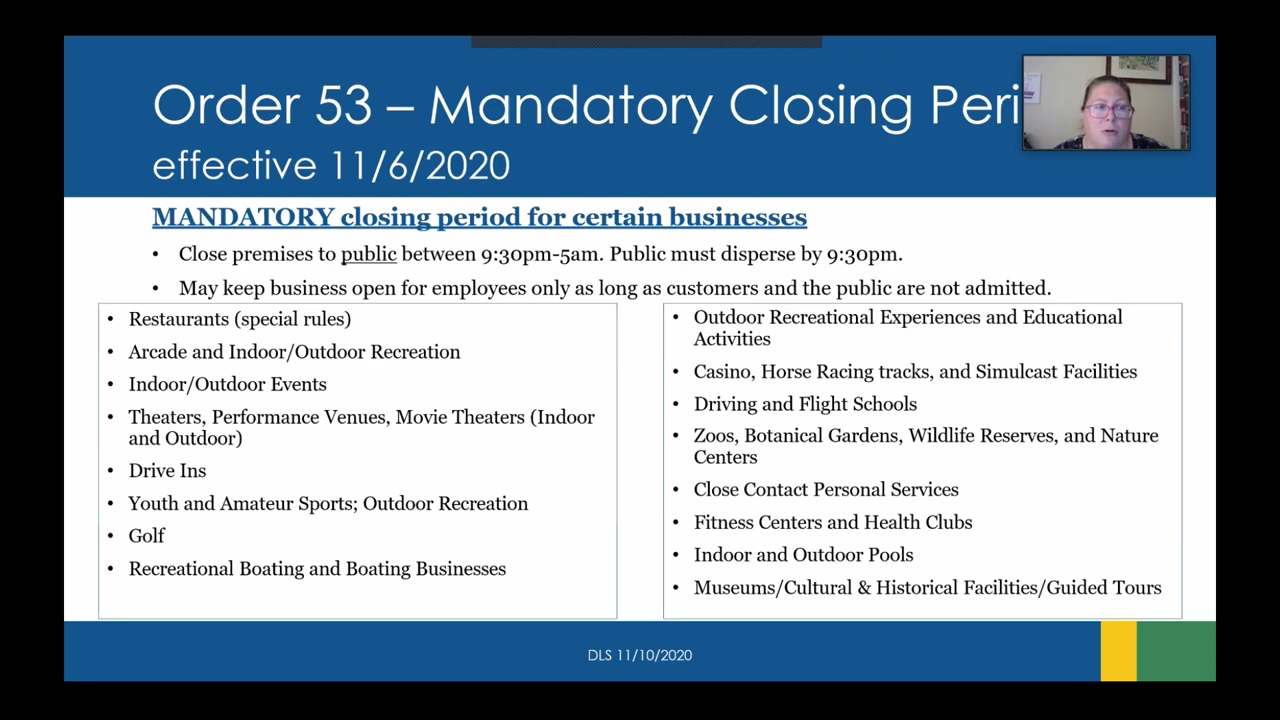 Order 53 – Mandatory Closing Peri
effective 11/6/2020
MANDATORY closing period for certain businesses
• Close premises to public between 9:30pm-5am. Public must disperse by 9:30pm.
• May keep business open for employees only as long as customers and the public are not admitted.
• Restaurants (special rules)
• Arcade and Indoor/Outdoor Recreation
• Indoor/Outdoor Events
• Theaters, Performance Venues, Movie Theaters (Indoor
and Outdoor)
• Drive Ins
• Youth and Amateur Sports; Outdoor Recreation
• Golf
• Recreational Boating and Boating Businesses
• Outdoor Recreational Experiences and Educational
Activities
• Casino, Horse Racing tracks, and Simulcast Facilities
• Driving and Flight Schools
• Zoos, Botanical Gardens, Wildlife Reserves, and Nature
Centers
• Close Contact Personal Services
• Fitness Centers and Health Clubs
• Indoor and Outdoor Pools
• Museums/Cultural & Historical Facilities/Guided Tours
DLS 11/10/2020